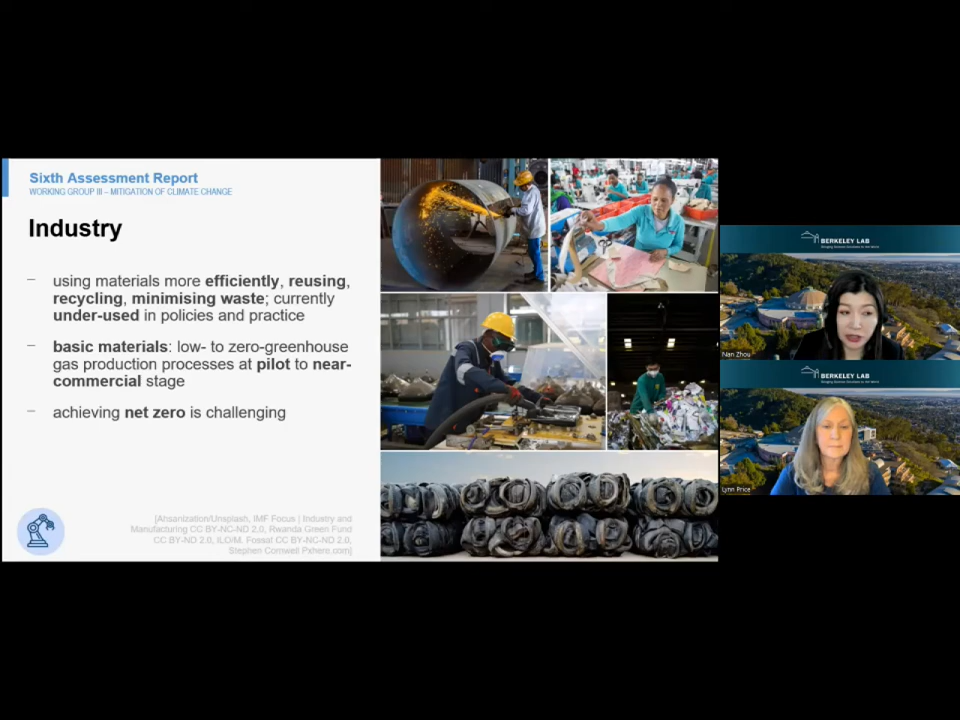 Sixth Assessment Report
WORKING GROUP III – MITIGATION OF CLIMATE CHANGE
Industry
– using materials more efficiently, reusing,
recycling, minimising waste; currently
under-used in policies and practice
– basic materials: low- to zero-greenhouse
gas production processes at pilot to near-
commercial stage
– achieving net zero is challenging
[Ahsanization/Unsplash, IMF Focus | Industry and
Manufacturing CC BY-NC-ND 2.0, Rwanda Green Fund
CC BY-ND 2.0, iLO/M. Fossat CC BY-NC-ND 2.0,
Stephen Cornwell Pxhere.com]
BERKELEY LAB
Bringing Science Solutions to the World
Nan Zhou
BERKELEY LAB
Bringing Science Solutions to the World
Lynn Price